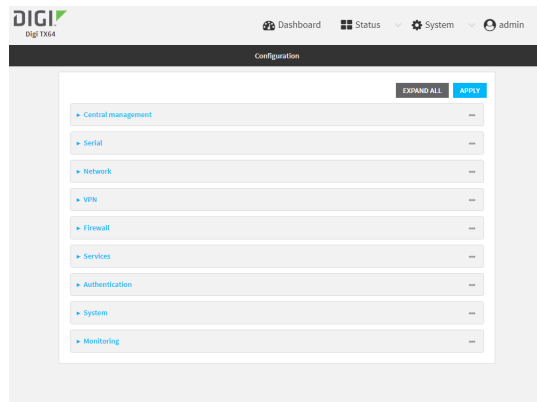 DIGI
Digi TX64
Dashboard Status System admin
Configuration
EXPAND ALL APPLY
Central management
Serial
Network
VPN
Firewall
Services
Authentication
System
Monitoring